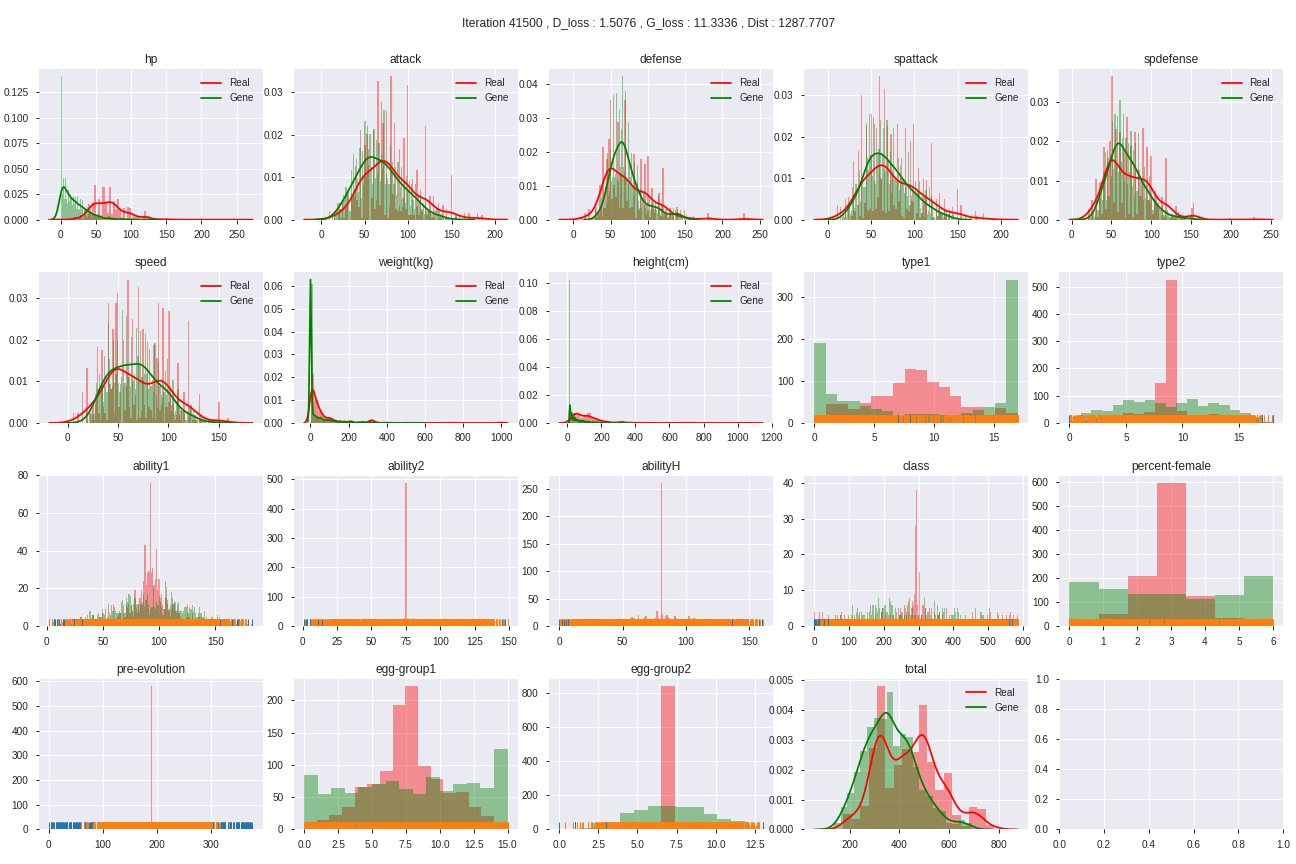 Iteration 41500 , D_loss : 1.5076 , G_loss : 11.3336 , Dist : 1287.7707
hp
Real
Gene
0.125
0.100
0.075
0.050
0.025
0.000
0 50 100 150 200 250
attack
Real
Gene
0.03
0.02
0.01
0.00
0 50 100 150 200
defense
Real
Gene
0.04
0.03
0.02
0.01
0.00
0 50 100 150 200 250
spattack
Real
Gene
0.03
0.02
0.01
0.00
0 50 100 150 200
spdefense
Real
Gene
0.03
0.02
0.01
0.00
0 50 100 150 200 250
speed
Real
Gene
0.03
0.02
0.01
0.00
0 50 100 150
weight(kg)
Real
Gene
0.06
0.05
0.04
0.03
0.02
0.01
0.00
0 200 400 600 800 1000
height(cm)
Real
Gene
0.10
0.08
0.06
0.04
0.02
0.00
0 200 400 600 800 1000 1200
type1
300
200
100
0
0 5 10 15
type2
500
400
300
200
100
0
0 5 10 15
ability1
80
60
40
20
0
0 50 100 150
ability2
500
400
300
200
100
0
0 25 50 75 100 125 150
abilityH
250
200
150
100
50
0
0 50 100 150
class
40
30
20
10
0
0 100 200 300 400 500 600
percent-female
600
500
400
300
200
100
0
0 1 2 3 4 5 6
pre-evolution
600
500
400
300
200
100
0
0 100 200 300
egg-group1
200
150
100
50
0
0.0 2.5 5.0 7.5 10.0 12.5 15.0
egg-group2
800
600
400
200
0
0.0 2.5 5.0 7.5 10.0 12.5
total
Real
Gene
0.005
0.004
0.003
0.002
0.001
0.000
200 400 600 800
1.0
0.8
0.6
0.4
0.2
0.0
0.0 0.2 0.4 0.6 0.8 1.0